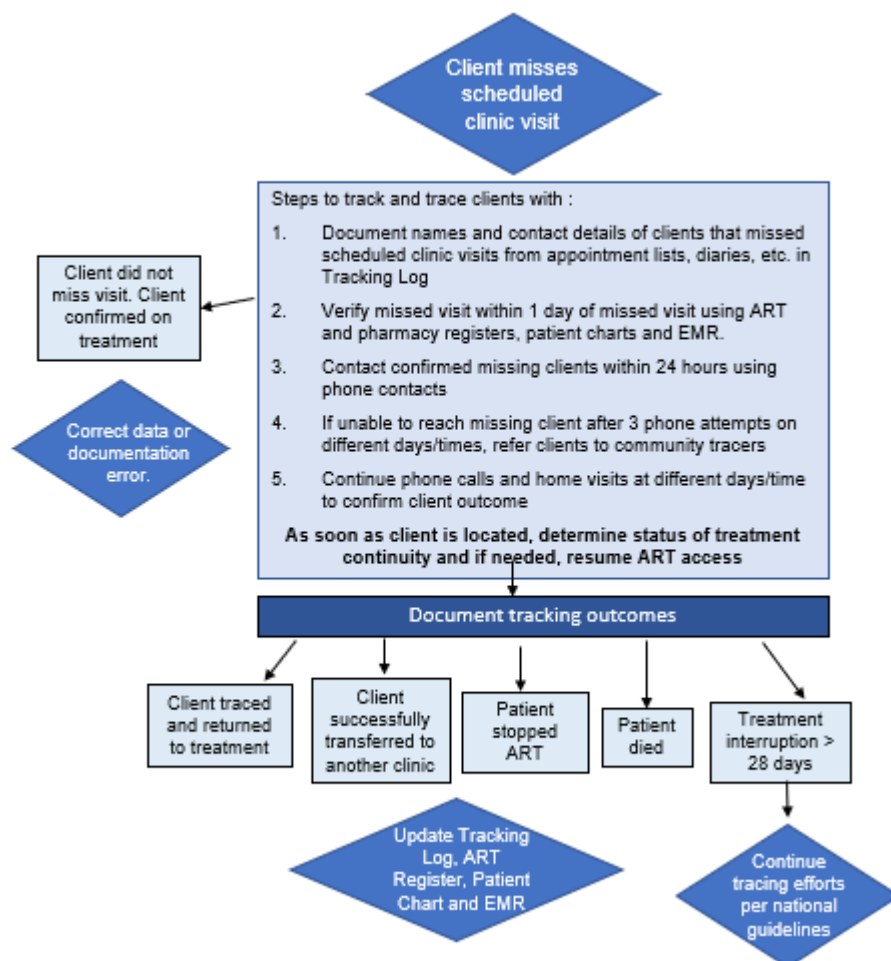 Client misses
scheduled
clinic visit
Steps to track and trace clients with :
1. Document names and contact details of clients that missed
scheduled clinic visits from appointment lists, diaries, etc. in
Tracking Log
2. Verify missed visit within 1 day of missed visit using ART
and pharmacy registers, patient charts and EMR.
3. Contact confirmed missing clients within 24 hours using
phone contacts
4. If unable to reach missing client after 3 phone attempts on
different days/times, refer clients to community tracers
5. Continue phone calls and home visits at different days/time
to confirm client outcome
As soon as client is located, determine status of treatment
continuity and if needed, resume ART access
Client did not
miss visit. Client
confirmed on
treatment
Correct data or
documentation
error.
Document tracking outcomes
Client traced
and returned
to treatment
Client
successfully
transferred to
another clinic
Patient
stopped
ART
Patient
died
Treatment
interruption >
28 days
Update Tracking
Log, ART
Register, Patient
Chart and EMR
Continue
tracing efforts
per national
guidelines